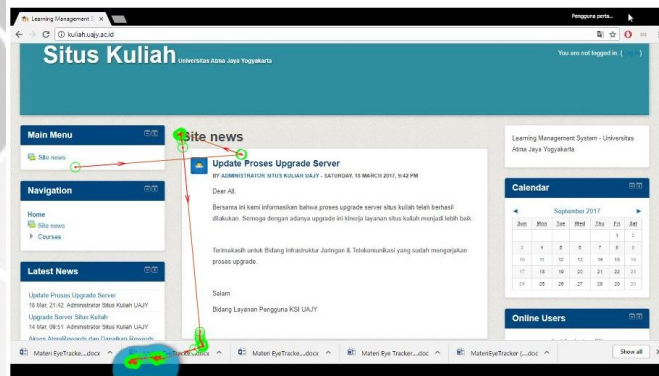 Learning Management S
Pengguna perta...
kuliah.uajy.ac.id
Situs Kuliah Universitas Atma Jaya Yogyakarta
You are not logged in. (
Main Menu
Site news
Navigation
Home
Site news
Courses
Latest News
Update Proses Upgrade Server
18 Mar, 21:42 Administrator Situs Kuliah UAJY
Upgrade Server Situs Kuliah
14 Mar, 09:51 Administrator Situs Kuliah UAJY
Site news
Update Proses Upgrade Server
BY ADMINISTRATOR SITUS KULIAH UAJY - SATURDAY, MARCH 2017, 9:42 PM
Dear All,
Bersama ini kami informasikan bahwa proses upgrade server situs kuliah telah berhasil
dilakukan. Semoga dengan adanya upgrade ini kinerja layanan situs kuliah menjadi lebih baik.
Terimakasih untuk Bidang Infrastruktur Jaringan & Telekomunikasi yang sudah mengerjakan
proses upgrade.
Salam
Bidang Layanan Pengguna KSI UAJY
Learning Management System - Universitas
Atma Jaya Yogyakarta
Calendar
September 2017
Sun Mon Tue Wed Thu Fri Sat
1 2
3 4 5 6 7 8 9
10 11 12 13 14 15 16
17 18 19 20 21 22 23
24 25 26 27 28 29 30
Online Users
Materi EyeTracke....docx
Tracke....docx
Materi EyeTracke....docx
Materi Eye Tracker....doc
MateriEyeTracker (....doc
Show all